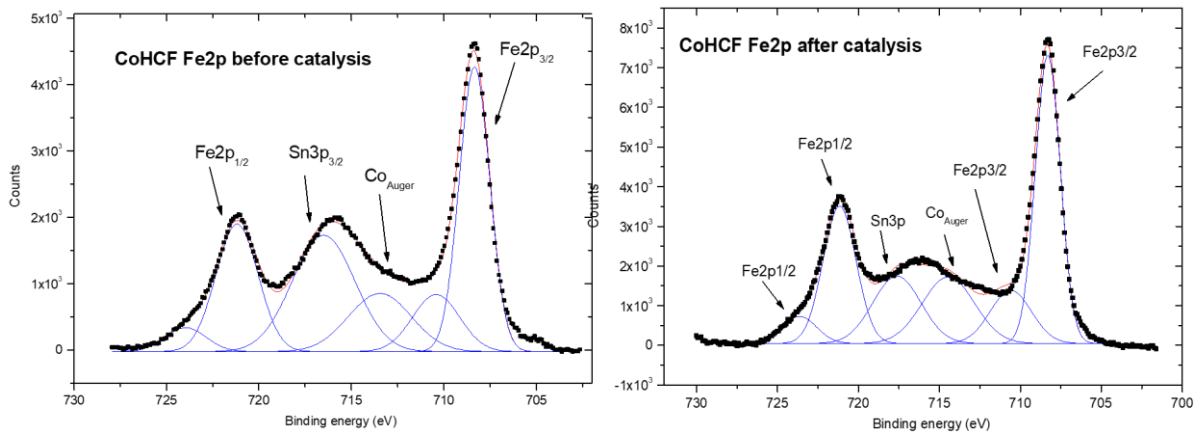 5x10³
4x10³
3x10³
2x10³
1x10³
0
Counts
CoHCF Fe2p before catalysis
Fe2p₃/₂
Fe2p₁/₂
Sn3p₃/₂
Co_Auger
730 725 720 715 710 705
Binding energy (eV)
8x10³
7x10³
6x10³
5x10³
4x10³
3x10³
2x10³
1x10³
0
-1x10³
Counts
CoHCF Fe2p after catalysis
Fe2p3/2
Fe2p1/2
Fe2p3/2
Sn3p
Co_Auger
Fe2p1/2
730 725 720 715 710 705 700
Binding energy (eV)